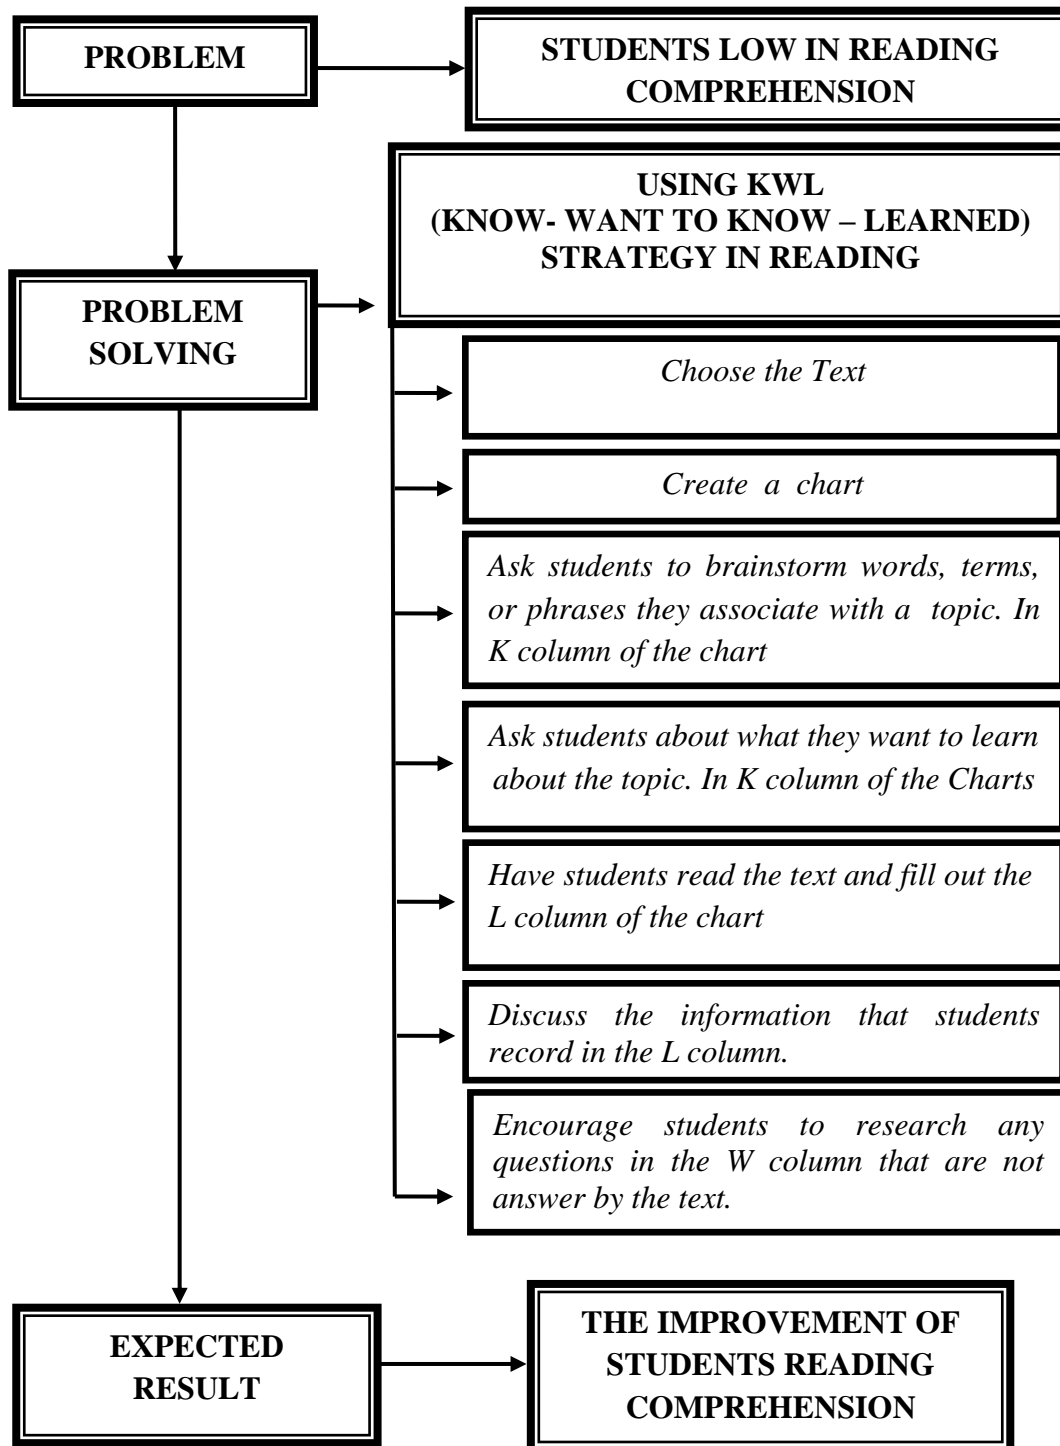 PROBLEM
STUDENTS LOW IN READING
COMPREHENSION
USING KWL
(KNOW- WANT TO KNOW – LEARNED)
STRATEGY IN READING
PROBLEM
SOLVING
Choose the Text
Create a chart
Ask students to brainstorm words, terms,
or phrases they associate with a topic. In
K column of the chart
Ask students about what they want to learn
about the topic. In K column of the Charts
Have students read the text and fill out the
L column of the chart
Discuss the information that students
record in the L column.
Encourage students to research any
questions in the W column that are not
answer by the text.
EXPECTED
RESULT
THE IMPROVEMENT OF
STUDENTS READING
COMPREHENSION